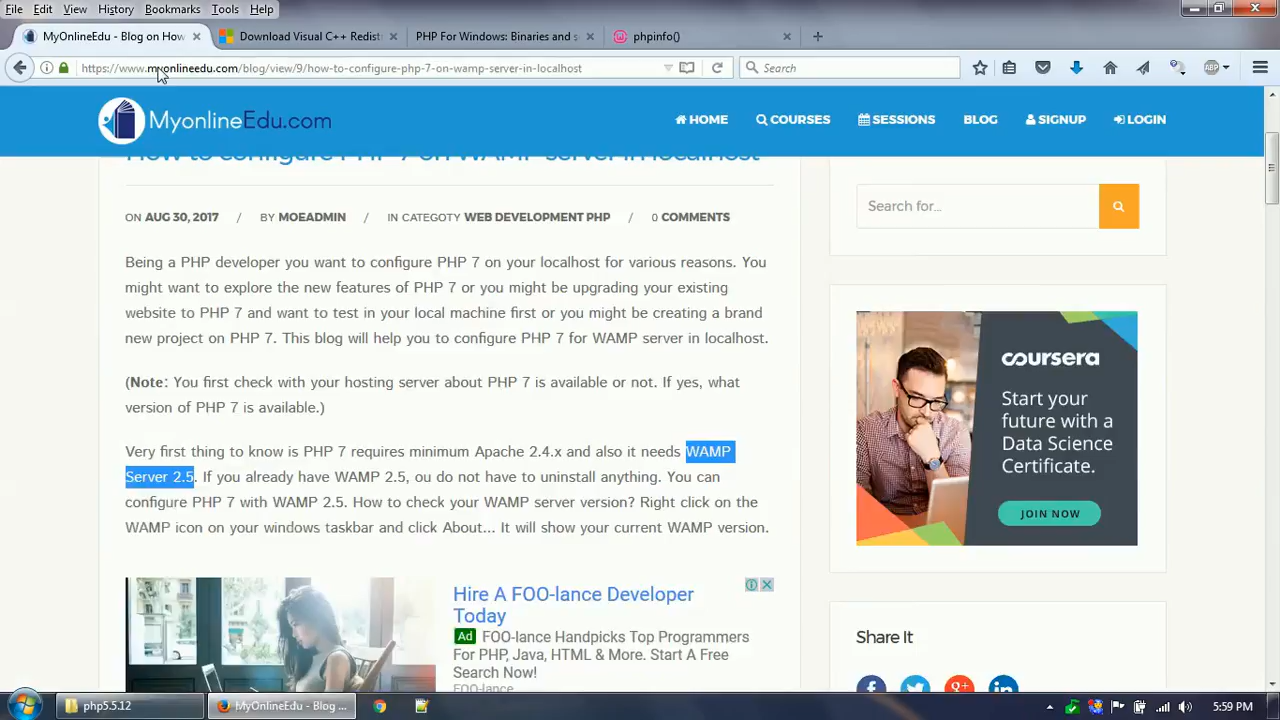 File Edit View History Bookmarks Tools Help
MyOnlineEdu - Blog on How
Download Visual C++ Redist
PHP For Windows: Binaries and s
phpinfo()
https://www.myonlineedu.com/blog/view/9/how-to-configure-php-7-on-wamp-server-in-localhost
Search
ABP
MyonlineEdu.com
HOME COURSES SESSIONS BLOG SIGNUP LOGIN
How to configure PHP 7 on WAMP server in localhost
ON AUG 30, 2017 / BY MOEADMIN / IN CATEGOTY WEB DEVELOPMENT PHP / 0 COMMENTS
Being a PHP developer you want to configure PHP 7 on your localhost for various reasons. You
might want to explore the new features of PHP 7 or you might be upgrading your existing
website to PHP 7 and want to test in your local machine first or you might be creating a brand
new project on PHP 7. This blog will help you to configure PHP 7 for WAMP server in localhost.
(Note: You first check with your hosting server about PHP 7 is available or not. If yes, what
version of PHP 7 is available.)
Very first thing to know is PHP 7 requires minimum Apache 2.4.x and also it needs WAMP
Server 2.5. If you already have WAMP 2.5, ou do not have to uninstall anything. You can
configure PHP 7 with WAMP 2.5. How to check your WAMP server version? Right click on the
WAMP icon on your windows taskbar and click About... It will show your current WAMP version.
Hire A FOO-lance Developer
Today
Ad FOO-lance Handpicks Top Programmers
For PHP, Java, HTML & More. Start A Free
Search Now!
FOO-lance
Search for...
coursera
Start your
future with a
Data Science
Certificate.
JOIN NOW
Share It
php5.5.12
MyOnlineEdu - Blog ...
5:59 PM